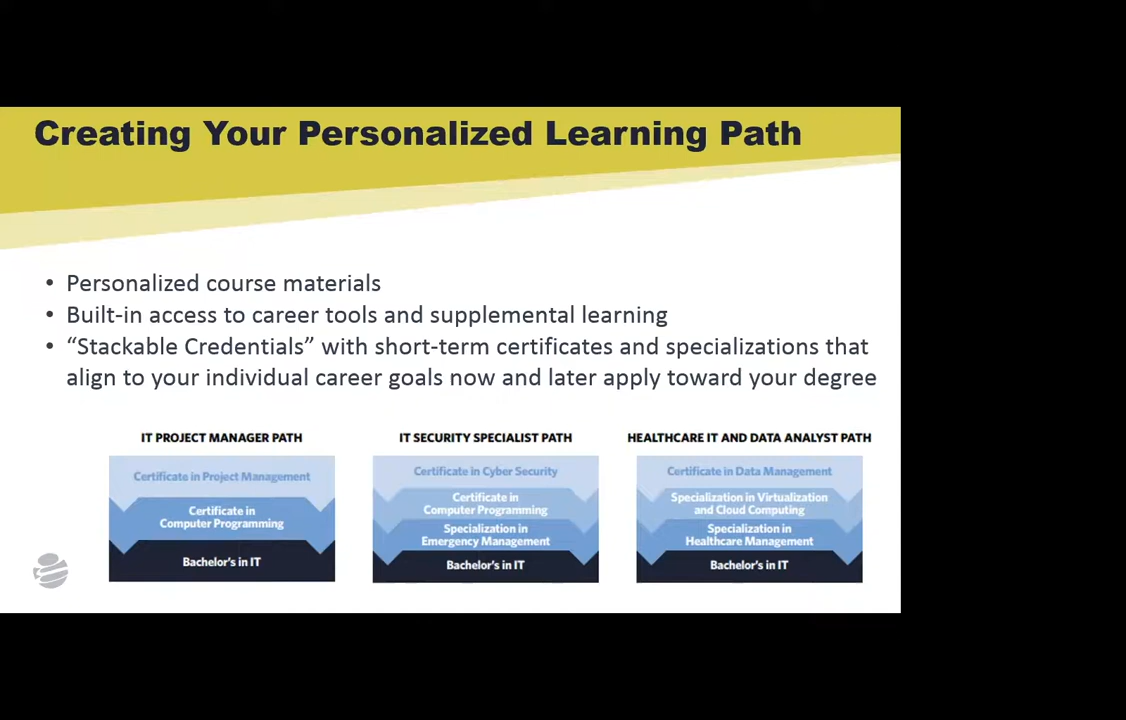 Creating Your Personalized Learning Path
• Personalized course materials
• Built-in access to career tools and supplemental learning
• “Stackable Credentials” with short-term certificates and specializations that
align to your individual career goals now and later apply toward your degree
IT PROJECT MANAGER PATH
Certificate in Project Management
Certificate in
Computer Programming
Bachelor's in IT
IT SECURITY SPECIALIST PATH
Certificate in Cyber Security
Certificate in
Computer Programming
Specialization in
Emergency Management
Bachelor's in IT
HEALTHCARE IT AND DATA ANALYST PATH
Certificate in Data Management
Specialization in Virtualization
and Cloud Computing
Specialization in
Healthcare Management
Bachelor's in IT